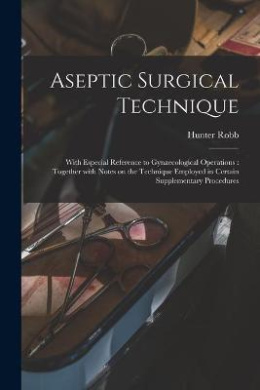 Aseptic Surgical
Technique
Hunter Robb
With Especial Reference to Gynæcological Operations ;
Together With Notes on the Technique Employed in Certain
Supplementary Procedures